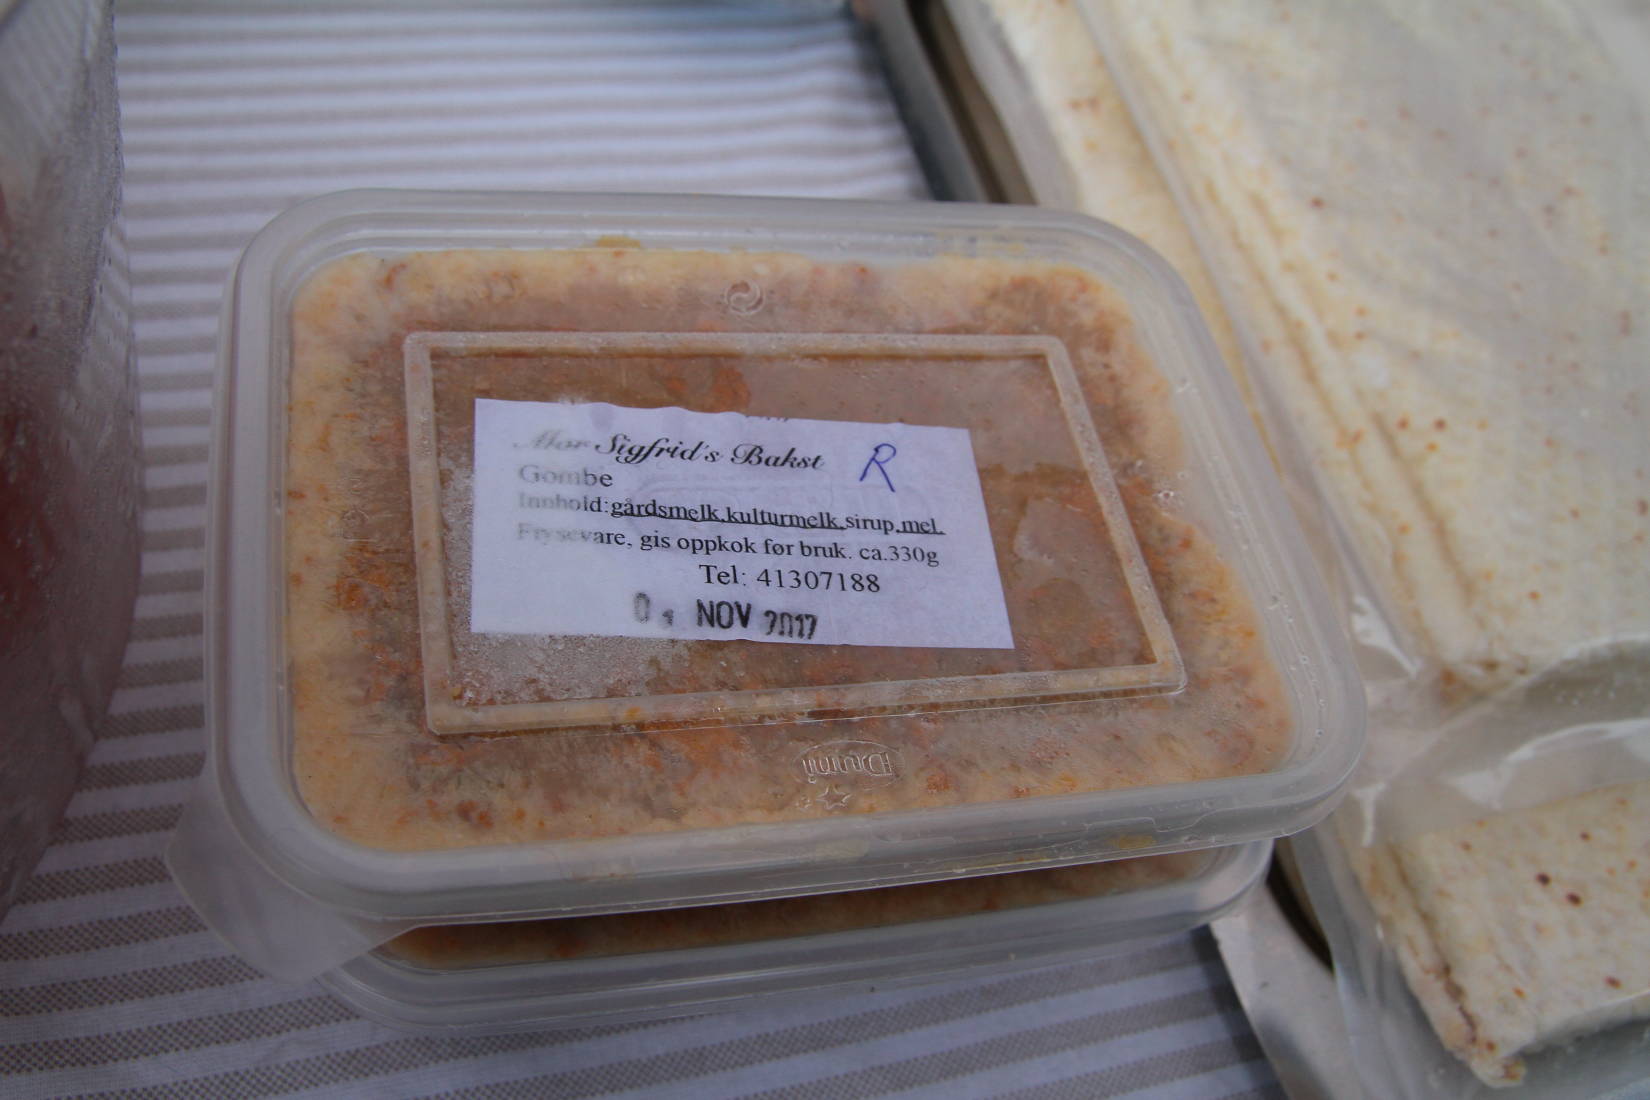 Mor Sigfrid's Bakst R
Gombe
Innhold:gårdsmelk,kulturmelk,sirup,mel.
Frysevare, gis oppkok før bruk. ca.330g
Tel: 41307188
NOV 2017
Duni